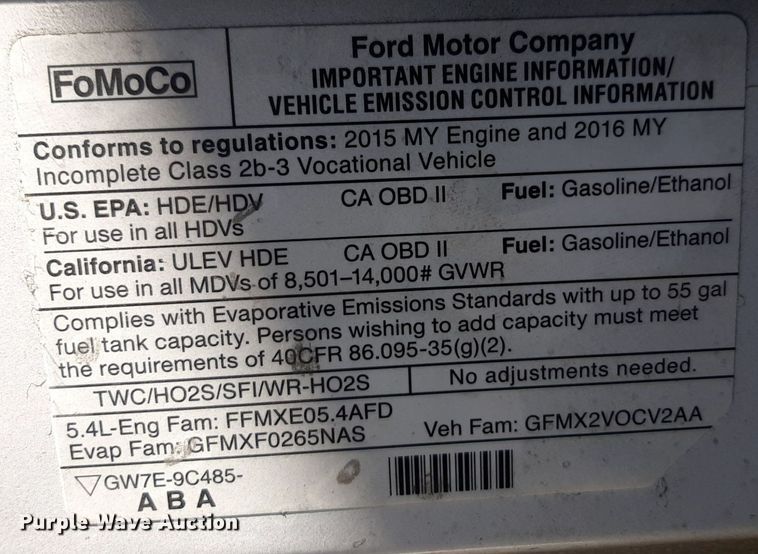 FoMoCo
Ford Motor Company
IMPORTANT ENGINE INFORMATION/
VEHICLE EMISSION CONTROL INFORMATION
Conforms to regulations: 2015 MY Engine and 2016 MY
Incomplete Class 2b-3 Vocational Vehicle
U.S. EPA: HDE/HDV CA OBD II Fuel: Gasoline/Ethanol
For use in all HDVs
California: ULEV HDE CA OBD II Fuel: Gasoline/Ethanol
For use in all MDVs of 8,501–14,000# GVWR
Complies with Evaporative Emissions Standards with up to 55 gal
fuel tank capacity. Persons wishing to add capacity must meet
the requirements of 40CFR 86.095-35(g)(2).
TWC/HO2S/SFI/WR-HO2S No adjustments needed.
5.4L-Eng Fam: FFMXE05.4AFD
Evap Fam: GFMXF0265NAS Veh Fam: GFMX2VOCV2AA
GW7E-9C485-
ABA
Purple Wave Auction